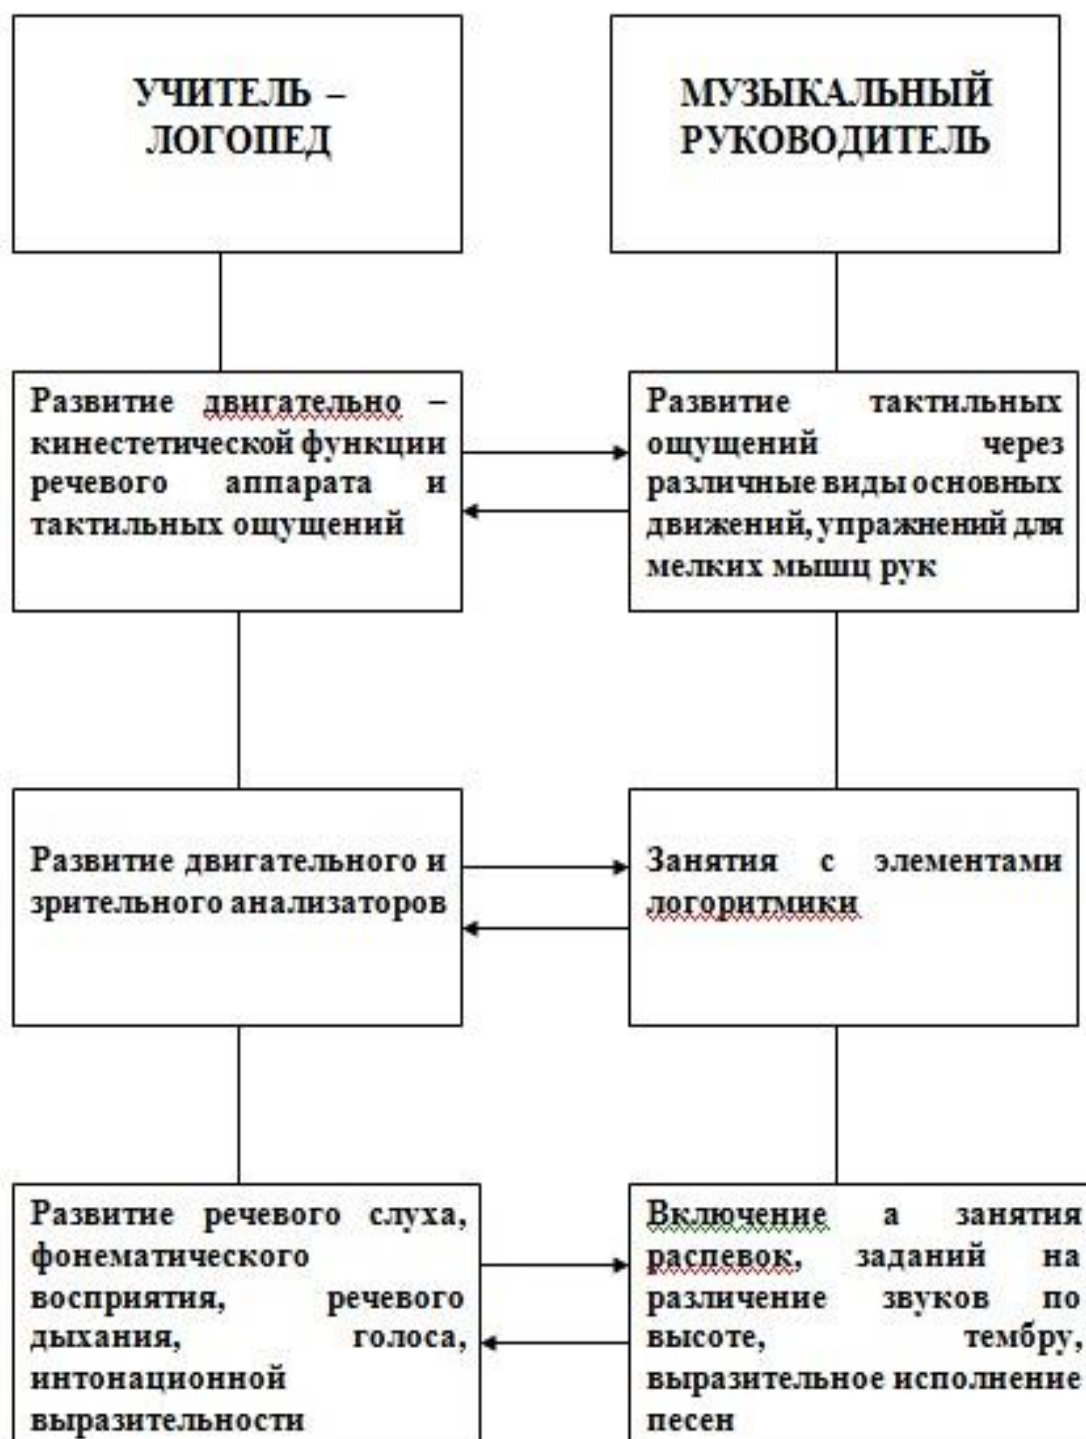 УЧИТЕЛЬ –
ЛОГОПЕД
МУЗЫКАЛЬНЫЙ
РУКОВОДИТЕЛЬ
Развитие двигательно –
кинестетической функции
речевого аппарата и
тактильных ощущений
Развитие тактильных
ощущений через
различные виды основных
движений, упражнений для
мелких мышц рук
Развитие двигательного и
зрительного анализаторов
Занятия с элементами
логоритмики
Развитие речевого слуха,
фонематического
восприятия, речевого
дыхания, голоса,
интонационной
выразительности
Включение а занятия
распевок, заданий на
различение звуков по
высоте, тембру,
выразительное исполнение
песен